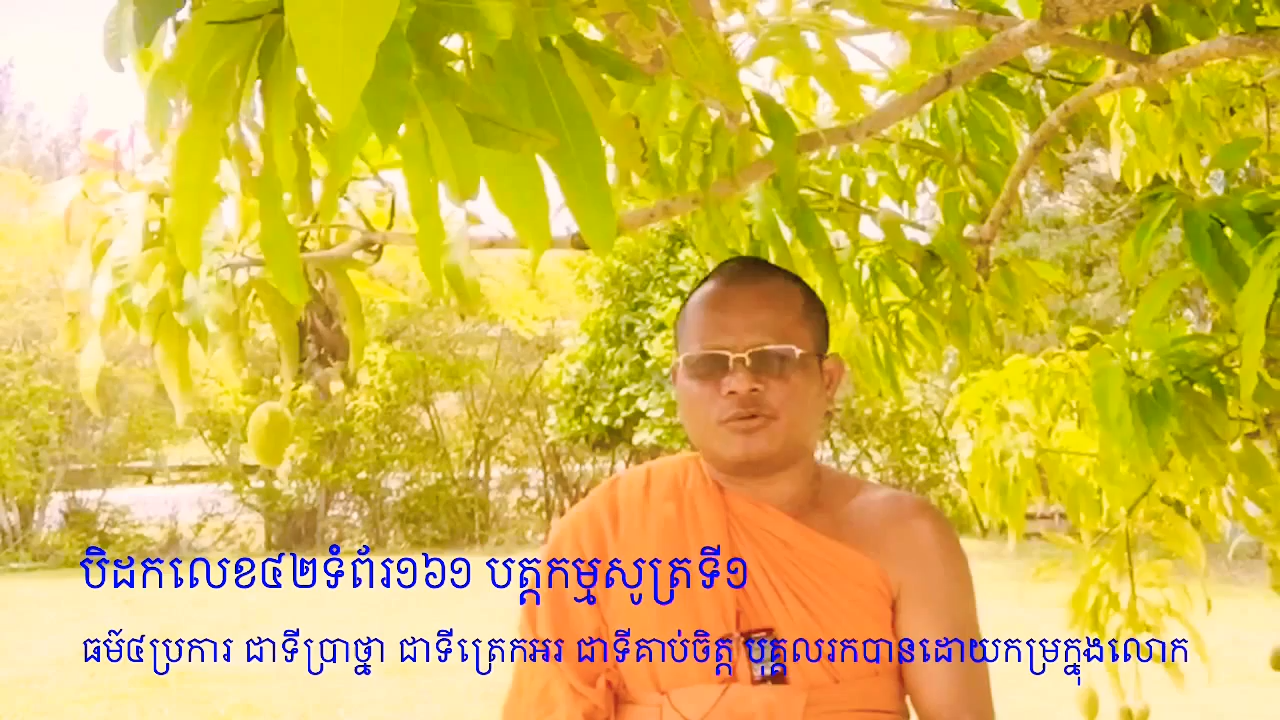 បិដកលេខ៤២ទំព័រ១៦១ បត្តកម្មសូត្រទី១
ធម៌៤ប្រការ ជាទីប្រាថ្នា ជាទីត្រេកអរ ជាទីគាប់ចិត្ត បុគ្គលរកបានដោយកម្រក្នុងលោក